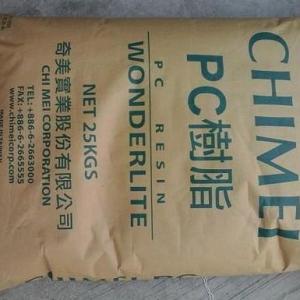 CHIMEI
PC樹脂
PC RESIN
WONDERLITE
NET 25KGS
奇美實業股份有限公司
CHI MEI CORPORATION
TEL:+886-6-2663000
FAX:+886-6-2665555
www.chimeicorp.com